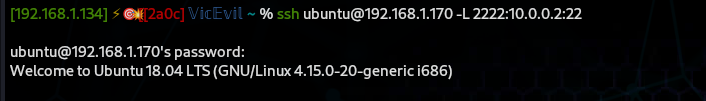 [192.168.1.134] ⚡🎯[2a0c] 𝕍𝕚𝕔𝔼𝕧𝕚𝕝 ~ % ssh ubuntu@192.168.1.170 -L 2222:10.0.0.2:22
ubuntu@192.168.1.170's password:
Welcome to Ubuntu 18.04 LTS (GNU/Linux 4.15.0-20-generic i686)